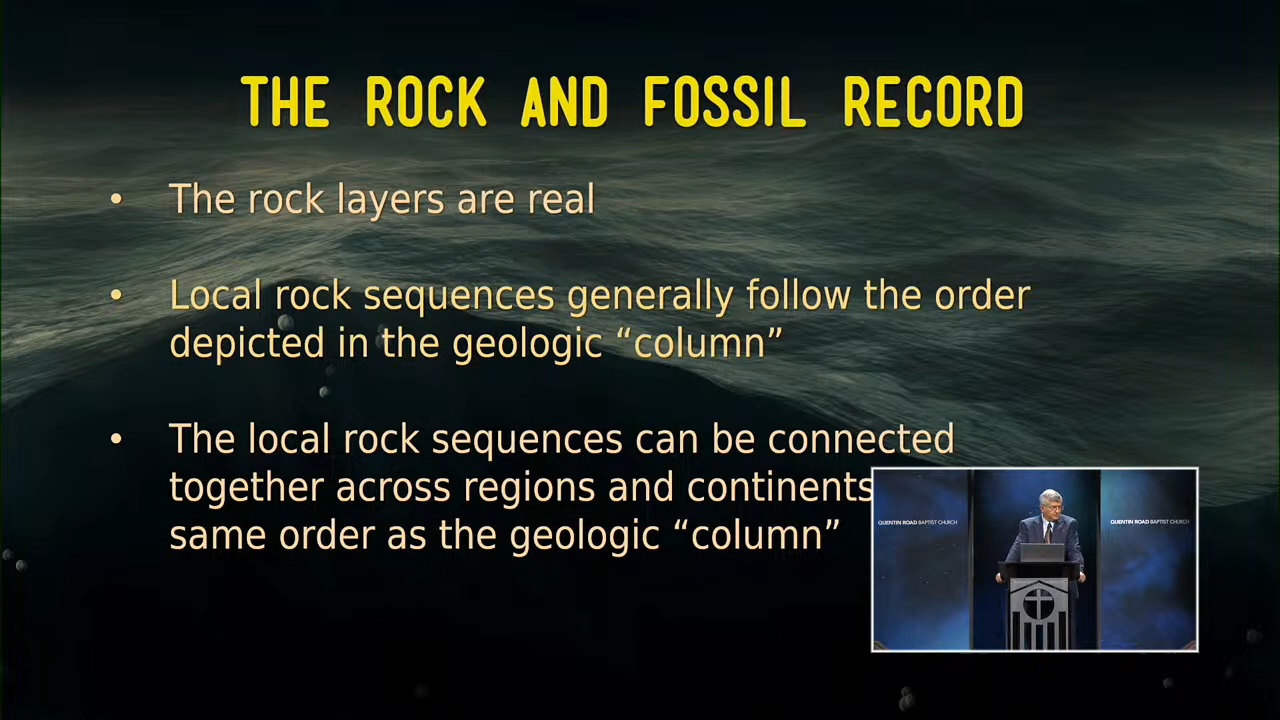 THE ROCK AND FOSSIL RECORD
• The rock layers are real
• Local rock sequences generally follow the order
depicted in the geologic “column”
• The local rock sequences can be connected
together across regions and continents
same order as the geologic “column”
QUENTIN ROAD BAPTIST CHURCH
QUENTIN ROAD BAPTIST CHURCH